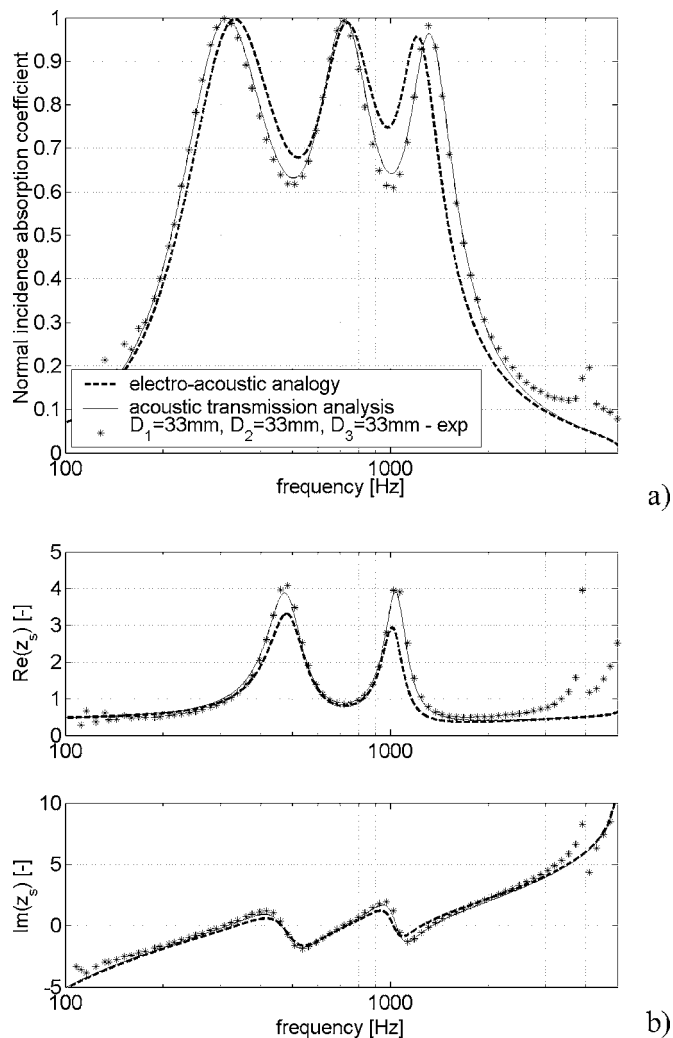 1
0.9
0.8
0.7
0.6
0.5
0.4
0.3
0.2
0.1
0
Normal incidence absorption coefficient
electro-acoustic analogy
acoustic transmission analysis
D1=33mm, D2=33mm, D3=33mm - exp
100
1000
frequency [Hz]
a)
5
4
3
2
1
0
Re(zs) [-]
100
1000
10
5
0
-5
Im(zs) [-]
100
1000
frequency [Hz]
b)